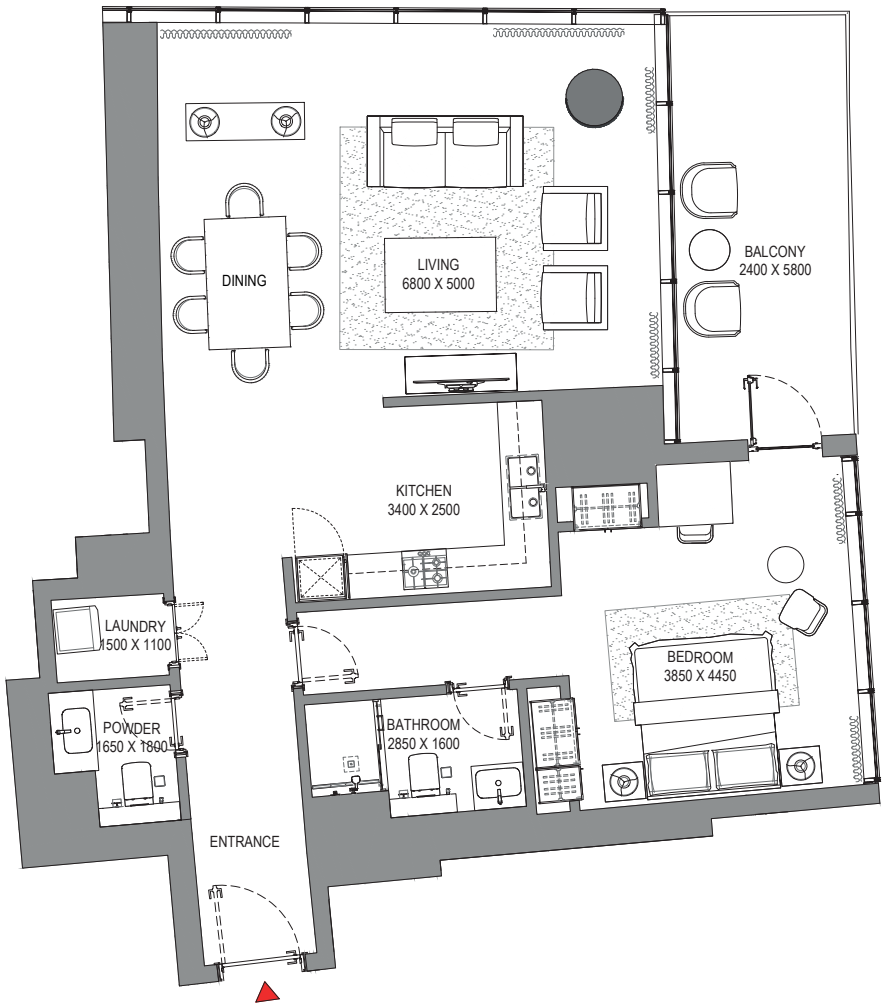 BALCONY
2400 X 5800
LIVING
6800 X 5000
DINING
KITCHEN
3400 X 2500
LAUNDRY
1500 X 1100
BEDROOM
3850 X 4450
POWDER
1650 X 1800
BATHROOM
2850 X 1600
ENTRANCE